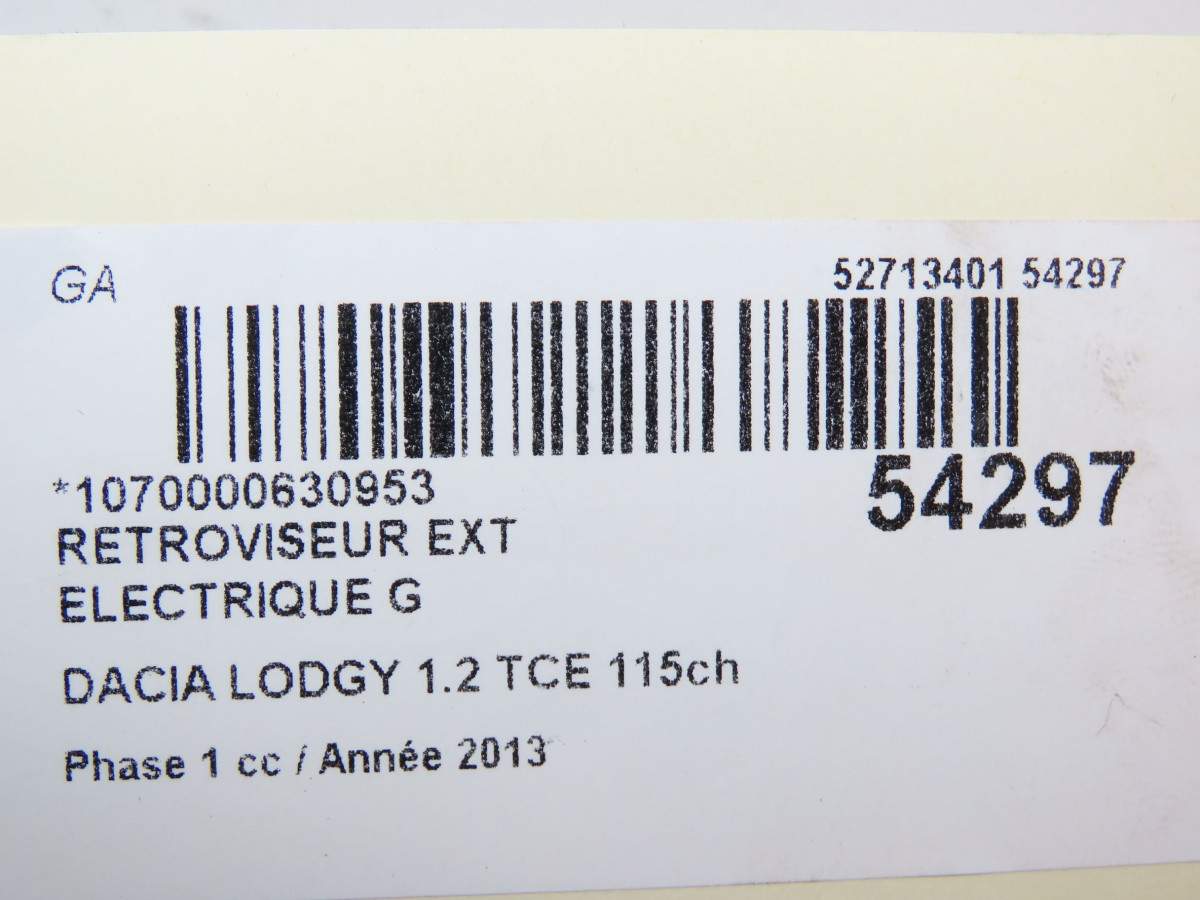 GA
52713401 54297
*1070000630953
54297
RETROVISEUR EXT
ELECTRIQUE G
DACIA LODGY 1.2 TCE 115ch
Phase 1 cc / Année 2013